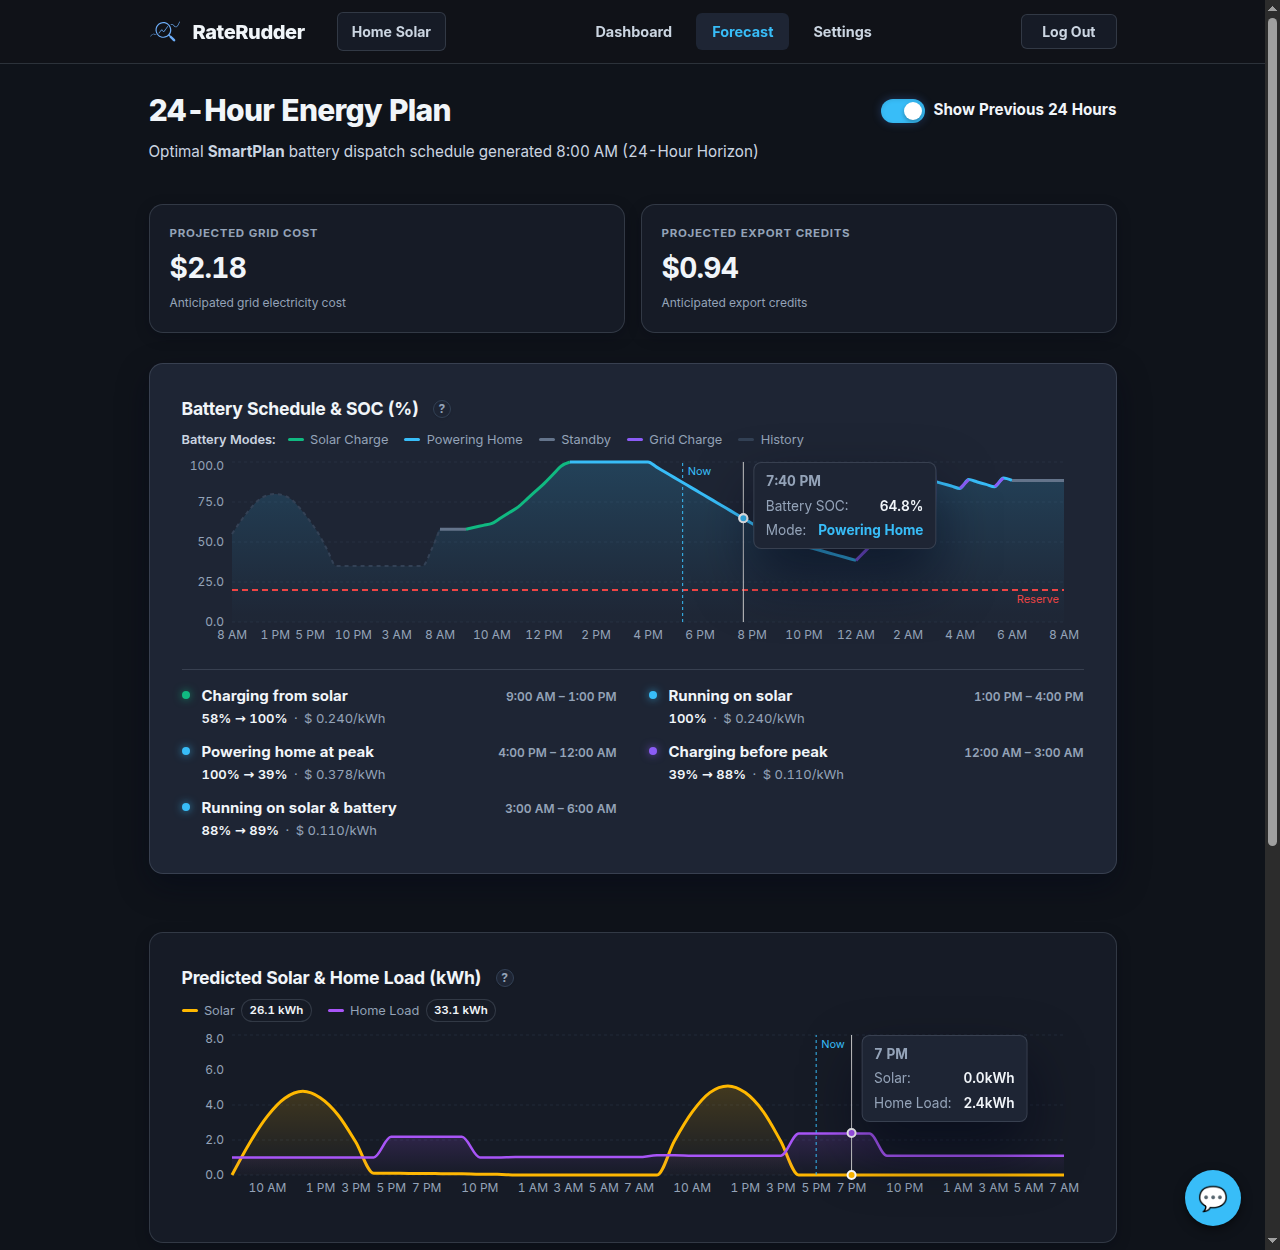 RateRudder
Home Solar
Dashboard
Forecast
Settings
Log Out
24-Hour Energy Plan
Show Previous 24 Hours
Optimal SmartPlan battery dispatch schedule generated 8:00 AM (24-Hour Horizon)
PROJECTED GRID COST
$2.18
Anticipated grid electricity cost
PROJECTED EXPORT CREDITS
$0.94
Anticipated export credits
Battery Schedule & SOC (%) ?
Battery Modes: Solar Charge Powering Home Standby Grid Charge History
100.0
75.0
50.0
25.0
0.0
Now
7:40 PM
Battery SOC: 64.8%
Mode: Powering Home
Reserve
8 AM 1 PM 5 PM 10 PM 3 AM 8 AM 10 AM 12 PM 2 PM 4 PM 6 PM 8 PM 10 PM 12 AM 2 AM 4 AM 6 AM 8 AM
Charging from solar 9:00 AM – 1:00 PM
58% → 100% · $ 0.240/kWh
Running on solar 1:00 PM – 4:00 PM
100% · $ 0.240/kWh
Powering home at peak 4:00 PM – 12:00 AM
100% → 39% · $ 0.378/kWh
Charging before peak 12:00 AM – 3:00 AM
39% → 88% · $ 0.110/kWh
Running on solar & battery 3:00 AM – 6:00 AM
88% → 89% · $ 0.110/kWh
Predicted Solar & Home Load (kWh) ?
Solar 26.1 kWh Home Load 33.1 kWh
8.0
6.0
4.0
2.0
0.0
Now
7 PM
Solar: 0.0kWh
Home Load: 2.4kWh
10 AM 1 PM 3 PM 5 PM 7 PM 10 PM 1 AM 3 AM 5 AM 7 AM 10 AM 1 PM 3 PM 5 PM 7 PM 10 PM 1 AM 3 AM 5 AM 7 AM